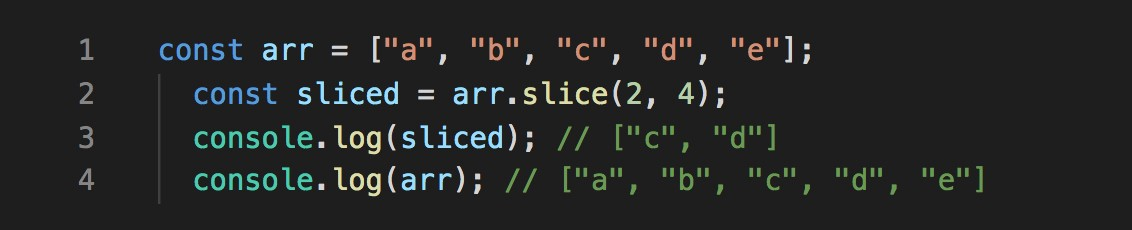 1 const arr = ["a", "b", "c", "d", "e"];
2 const sliced = arr.slice(2, 4);
3 console.log(sliced); // ["c", "d"]
4 console.log(arr); // ["a", "b", "c", "d", "e"]